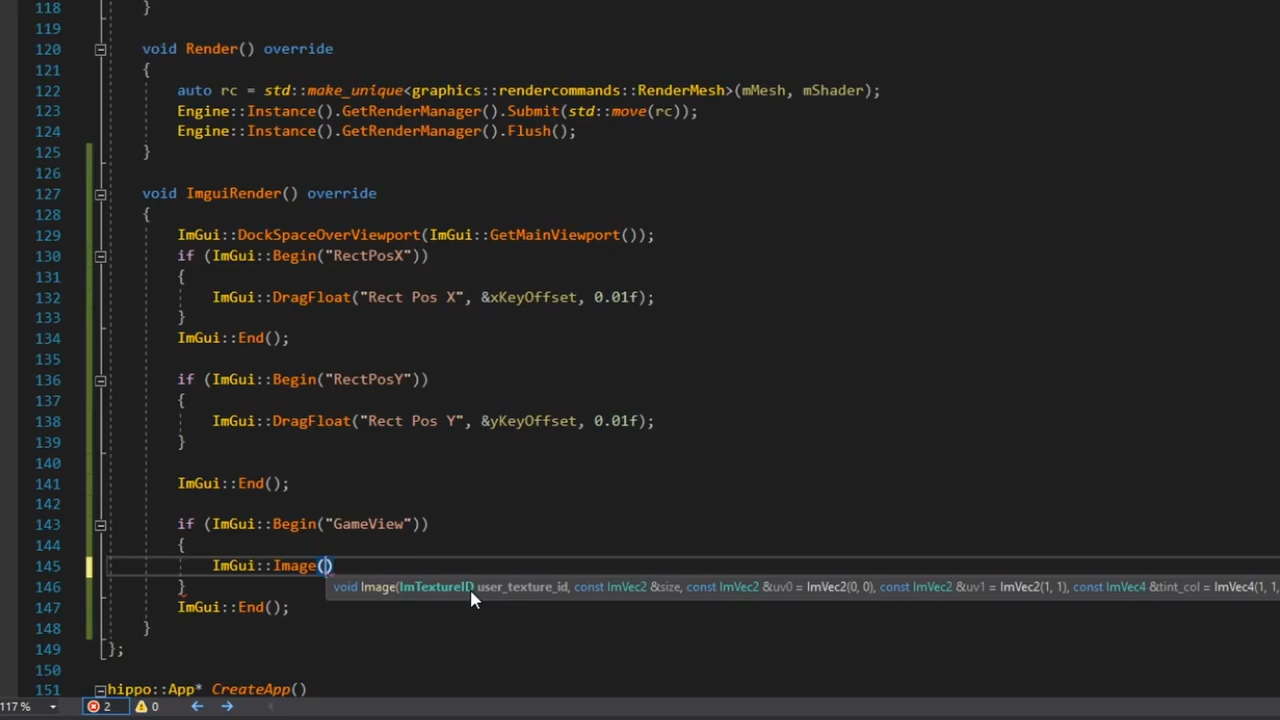 118 }
119
120 void Render() override
121 {
122 auto rc = std::make_unique<graphics::rendercommands::RenderMesh>(mMesh, mShader);
123 Engine::Instance().GetRenderManager().Submit(std::move(rc));
124 Engine::Instance().GetRenderManager().Flush();
125 }
126
127 void ImguiRender() override
128 {
129 ImGui::DockSpaceOverViewport(ImGui::GetMainViewport());
130 if (ImGui::Begin("RectPosX"))
131 {
132 ImGui::DragFloat("Rect Pos X", &xKeyOffset, 0.01f);
133 }
134 ImGui::End();
135
136 if (ImGui::Begin("RectPosY"))
137 {
138 ImGui::DragFloat("Rect Pos Y", &yKeyOffset, 0.01f);
139 }
140
141 ImGui::End();
142
143 if (ImGui::Begin("GameView"))
144 {
145 ImGui::Image()
146 }
void Image(ImTextureID user_texture_id, const ImVec2 &size, const ImVec2 &uv0 = ImVec2(0, 0), const ImVec2 &uv1 = ImVec2(1, 1), const ImVec4 &tint_col = ImVec4(1, 1,
147 ImGui::End();
148 }
149 };
150
151 hippo::App* CreateApp()
117 % 2 0